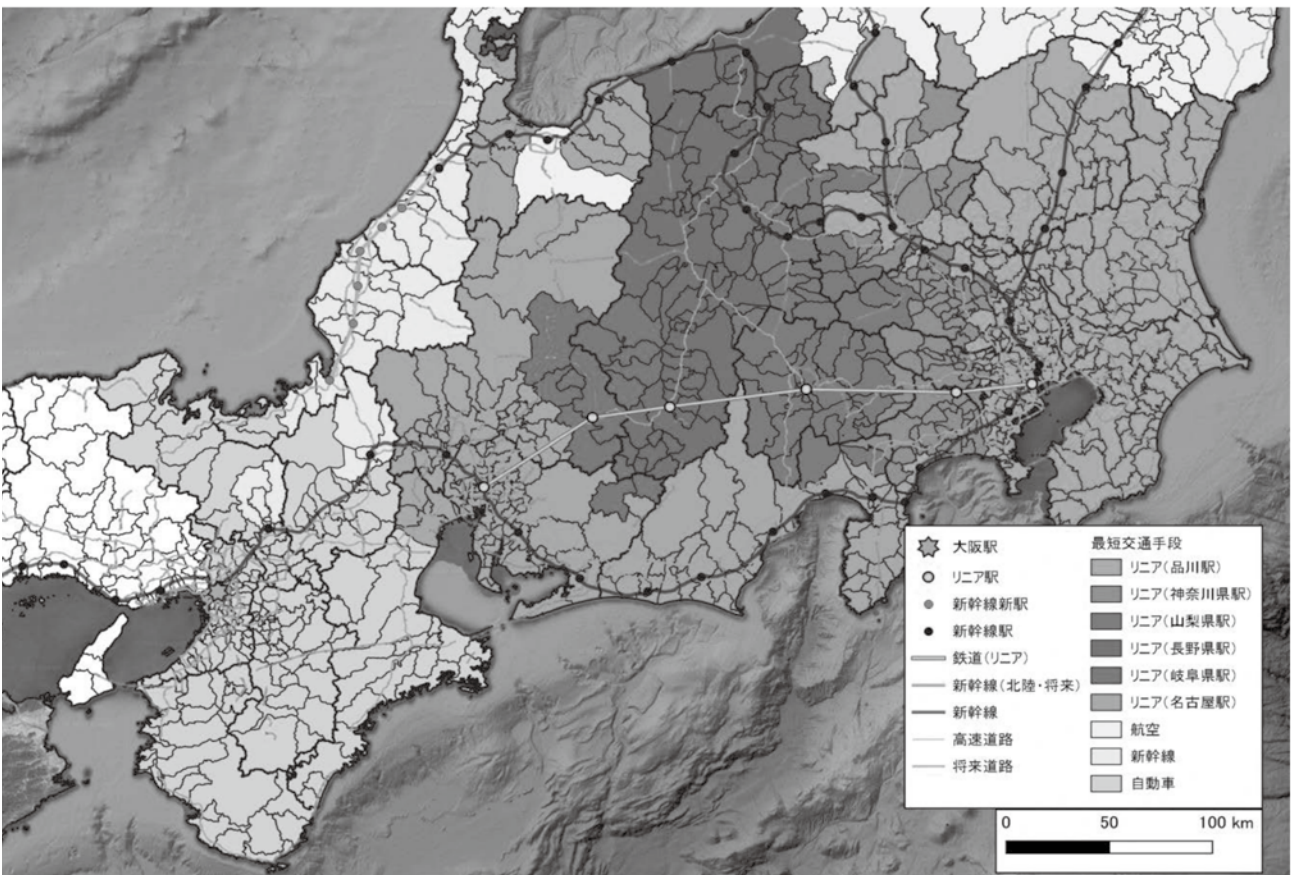 大阪駅
リニア駅
新幹線新駅
新幹線駅
鉄道(リニア)
新幹線(北陸・将来)
新幹線
高速道路
将来道路
最短交通手段
リニア(品川駅)
リニア(神奈川県駅)
リニア(山梨県駅)
リニア(長野県駅)
リニア(岐阜県駅)
リニア(名古屋駅)
航空
新幹線
自動車
0 50 100 km